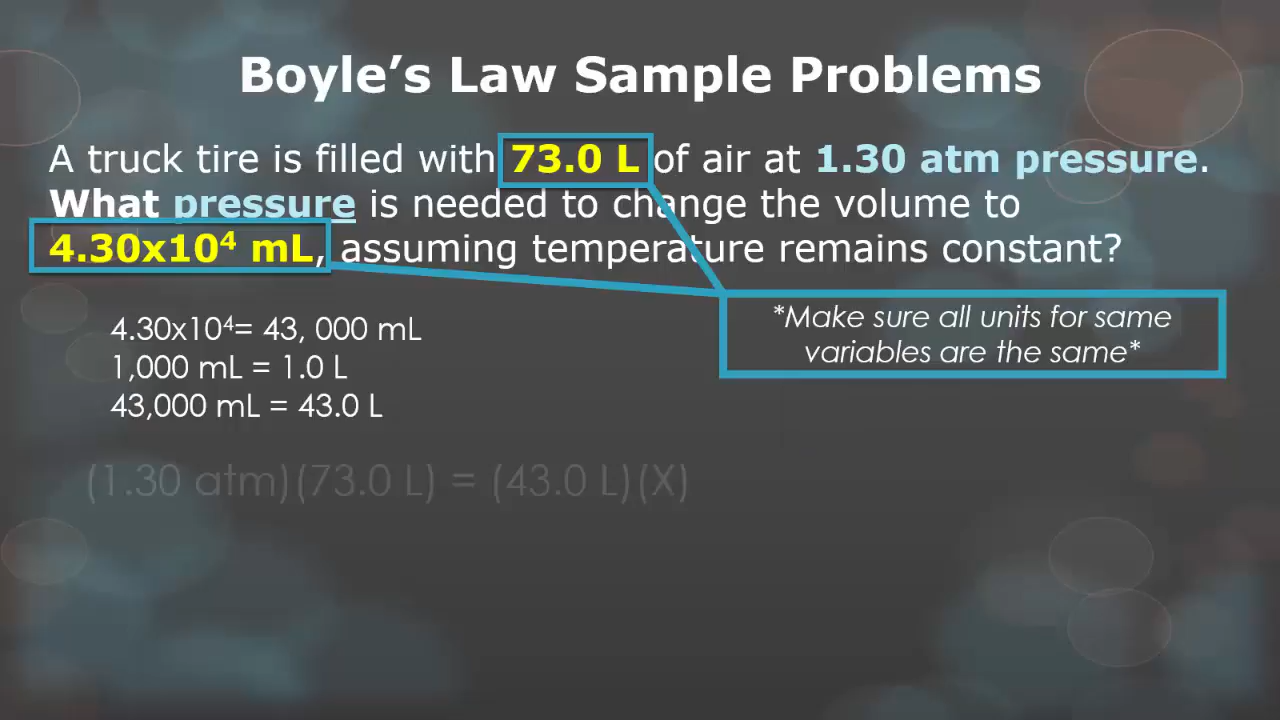 Boyle’s Law Sample Problems
A truck tire is filled with 73.0 L of air at 1.30 atm pressure.
What pressure is needed to change the volume to
4.30x10⁴ mL, assuming temperature remains constant?
*Make sure all units for same
variables are the same*
4.30x10⁴= 43, 000 mL
1,000 mL = 1.0 L
43,000 mL = 43.0 L
(1.30 atm)(73.0 L) = (43.0 L)(X)